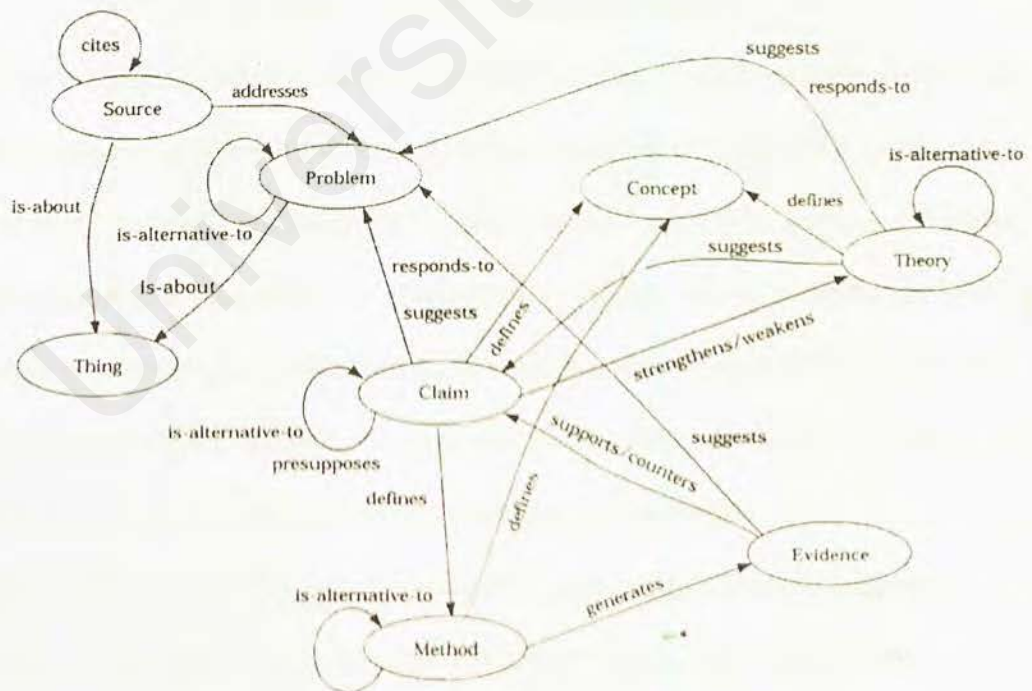 cites
Source
addresses
suggests
responds-to
is-about
Problem
is-alternative-to
Concept
is-alternative-to
defines
Theory
suggests
responds-to
is-about
suggests
defines
strengthens/weakens
Thing
Claim
is-alternative-to
presupposes
supports/counters
suggests
defines
defines
is-alternative-to
generates
Evidence
Method
Universit